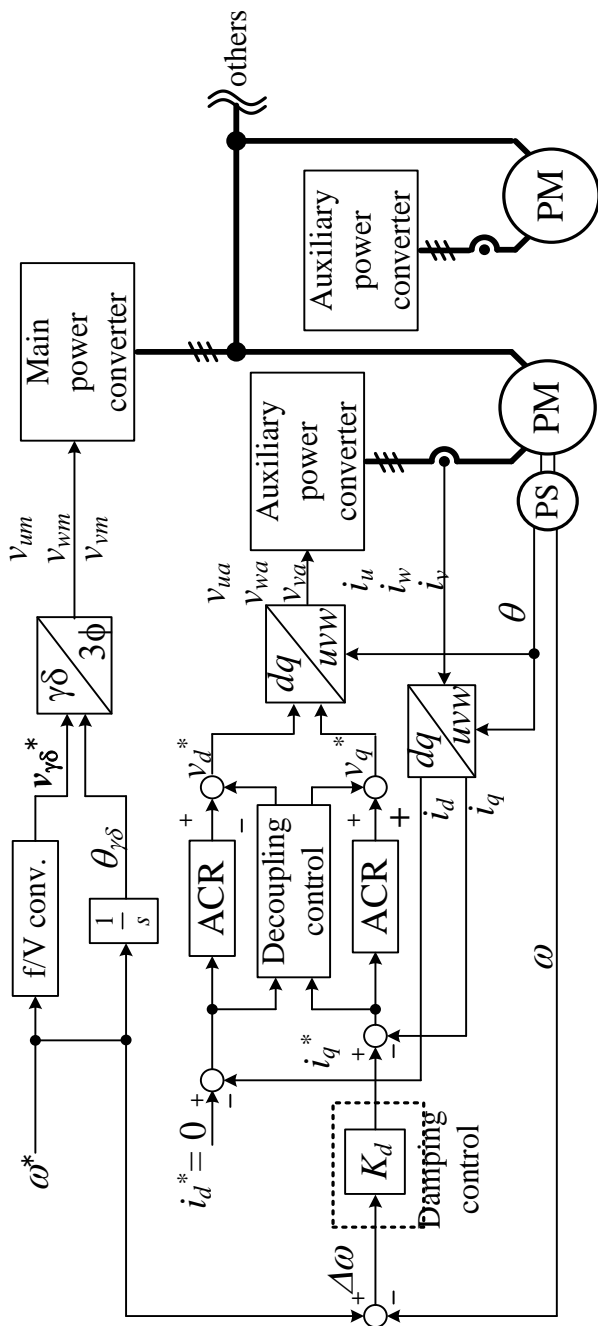 ω*
f/V conv.
1
s
v_γδ*
θ_γδ
γδ
3ϕ
v_um
v_wm
v_vm
Main
power
converter
others
i_d* = 0
+
−
ACR
+
−
v_d*
Decoupling
control
dq
uvw
v_ua
v_wa
v_va
Auxiliary
power
converter
Auxiliary
power
converter
Δω
+
−
K_d
Damping
control
i_q*
+
−
ACR
+
+
v_q*
i_u
i_w
i_v
dq
uvw
i_d
i_q
θ
ω
PS
PM
PM